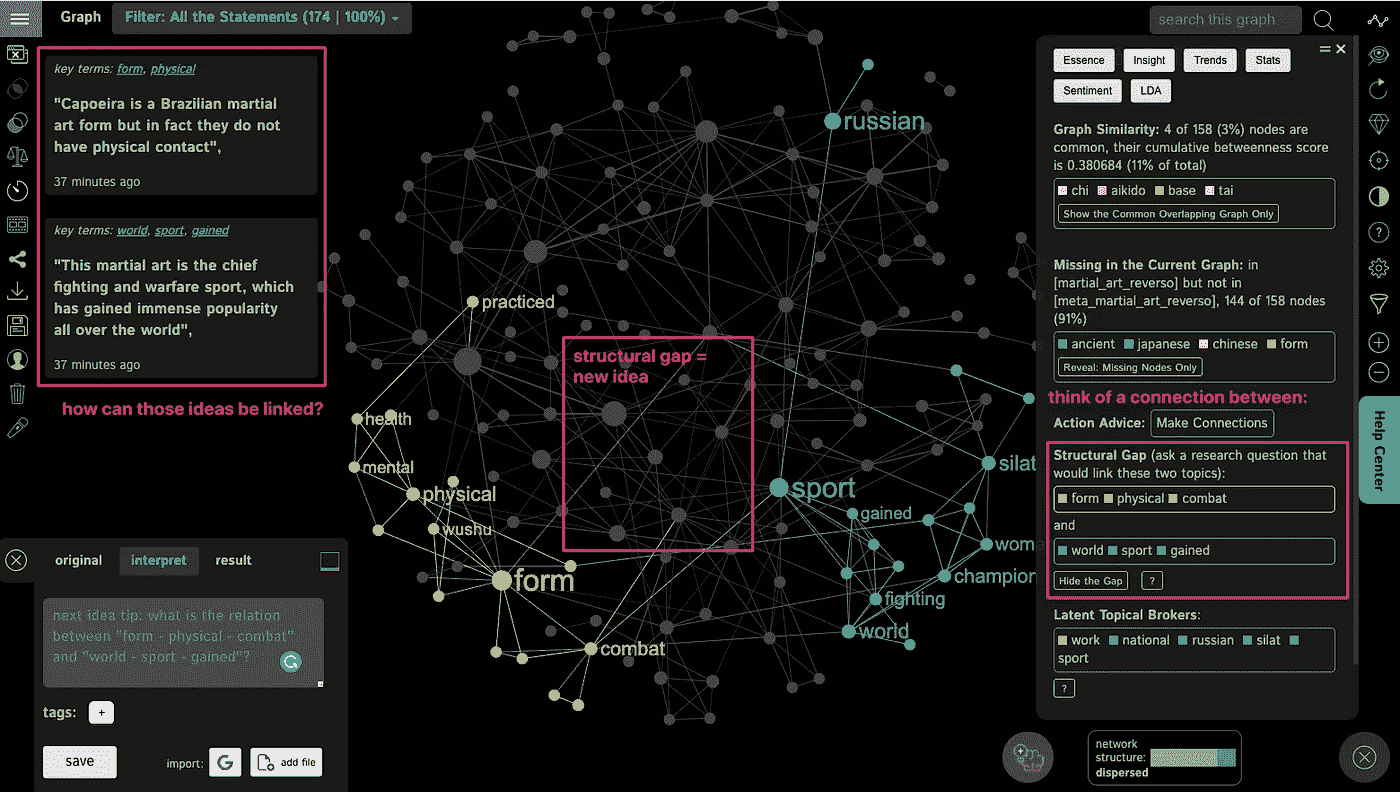 Graph
Filter: All the Statements (174 | 100%)
search this graph
key terms: form, physical
"Capoeira is a Brazilian martial
art form but in fact they do not
have physical contact",
37 minutes ago
key terms: world, sport, gained
"This martial art is the chief
fighting and warfare sport, which
has gained immense popularity
all over the world",
37 minutes ago
how can those ideas be linked?
original
interpret
result
next idea tip: what is the relation
between "form - physical - combat"
and "world - sport - gained"?
tags:
+
save
import:
G
add file
russian
practiced
structural gap =
new idea
health
mental
physical
wushu
form
combat
sport
silat
gained
woma
champion
fighting
world
Essence
Insight
Trends
Stats
Sentiment
LDA
Graph Similarity: 4 of 158 (3%) nodes are
common, their cumulative betweenness score
is 0.380684 (11% of total)
chi aikido base tai
Show the Common Overlapping Graph Only
Missing in the Current Graph: in
[martial_art_reverso] but not in
[meta_martial_art_reverso], 144 of 158 nodes
(91%)
ancient japanese chinese form
Reveal: Missing Nodes Only
think of a connection between:
Action Advice: Make Connections
Structural Gap (ask a research question that
would link these two topics):
form physical combat
and
world sport gained
Hide the Gap
?
Latent Topical Brokers:
work national russian silat
sport
?
Help Center
network
structure:
dispersed